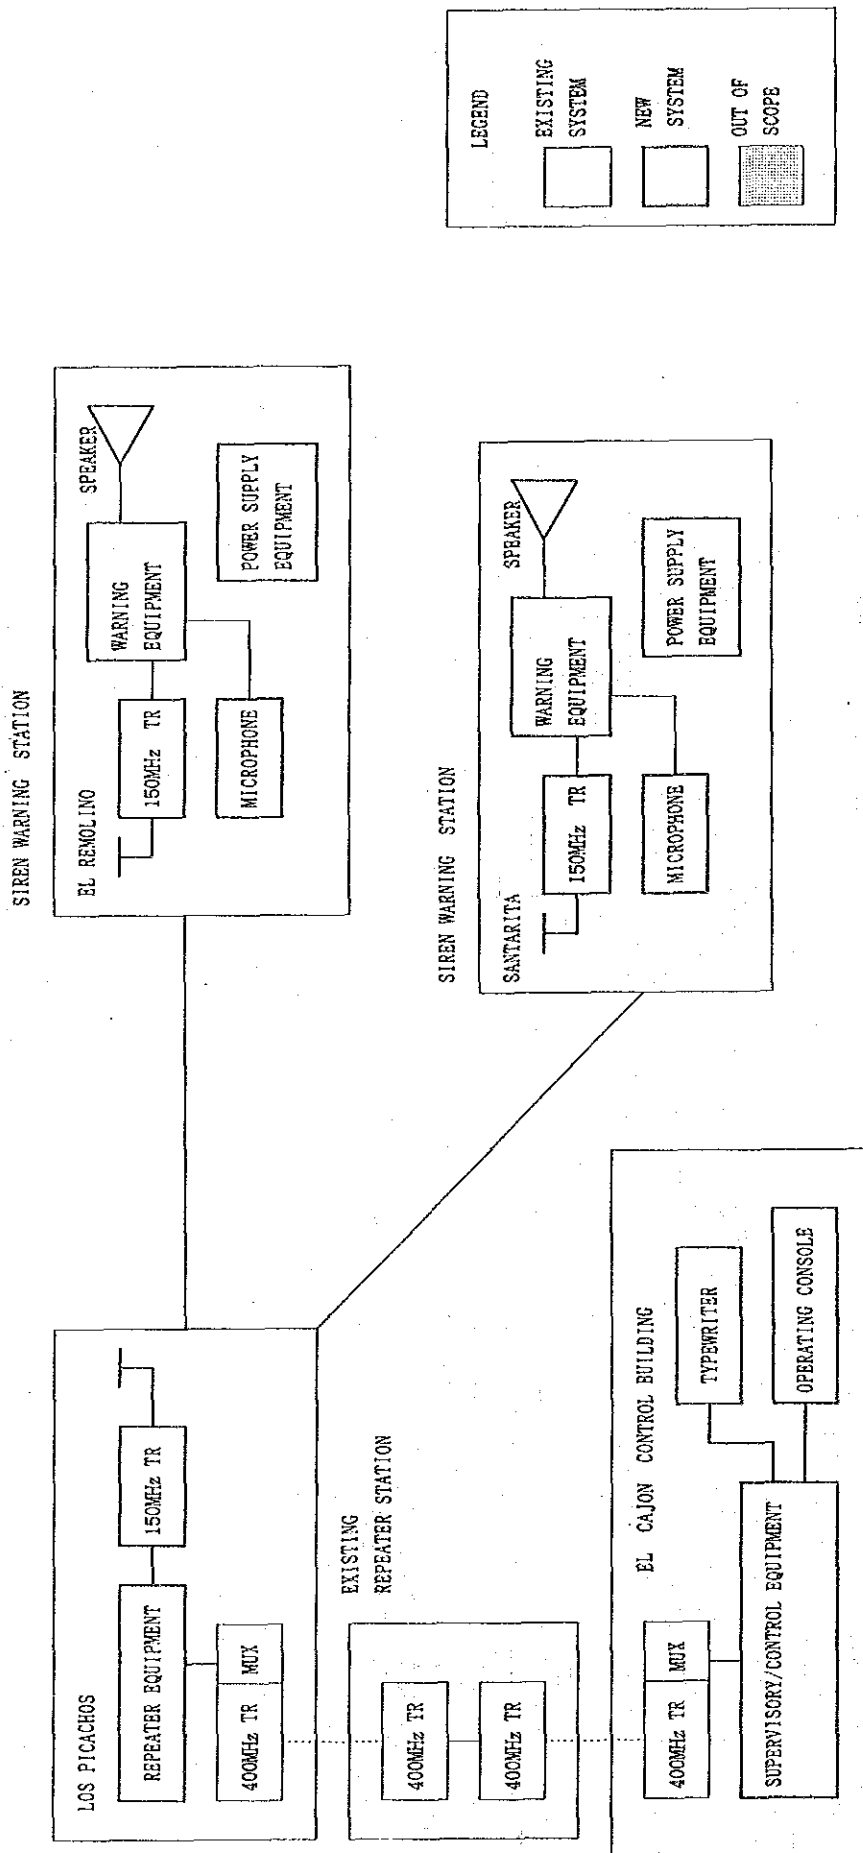 SIREN WARNING STATION
EL REMOLINO
150MHz TR
WARNING
EQUIPMENT
SPEAKER
MICROPHONE
POWER SUPPLY
EQUIPMENT
LOS PICACHOS
REPEATER EQUIPMENT
150MHz TR
400MHz TR
MUX
EXISTING
REPEATER STATION
400MHz TR
400MHz TR
SIREN WARNING STATION
SANTARITA
150MHz TR
WARNING
EQUIPMENT
SPEAKER
MICROPHONE
POWER SUPPLY
EQUIPMENT
EL CAJON CONTROL BUILDING
400MHz TR
MUX
TYPEWRITER
SUPERVISORY/CONTROL EQUIPMENT
OPERATING CONSOLE
LEGEND
EXISTING
SYSTEM
NEW
SYSTEM
OUT OF
SCOPE